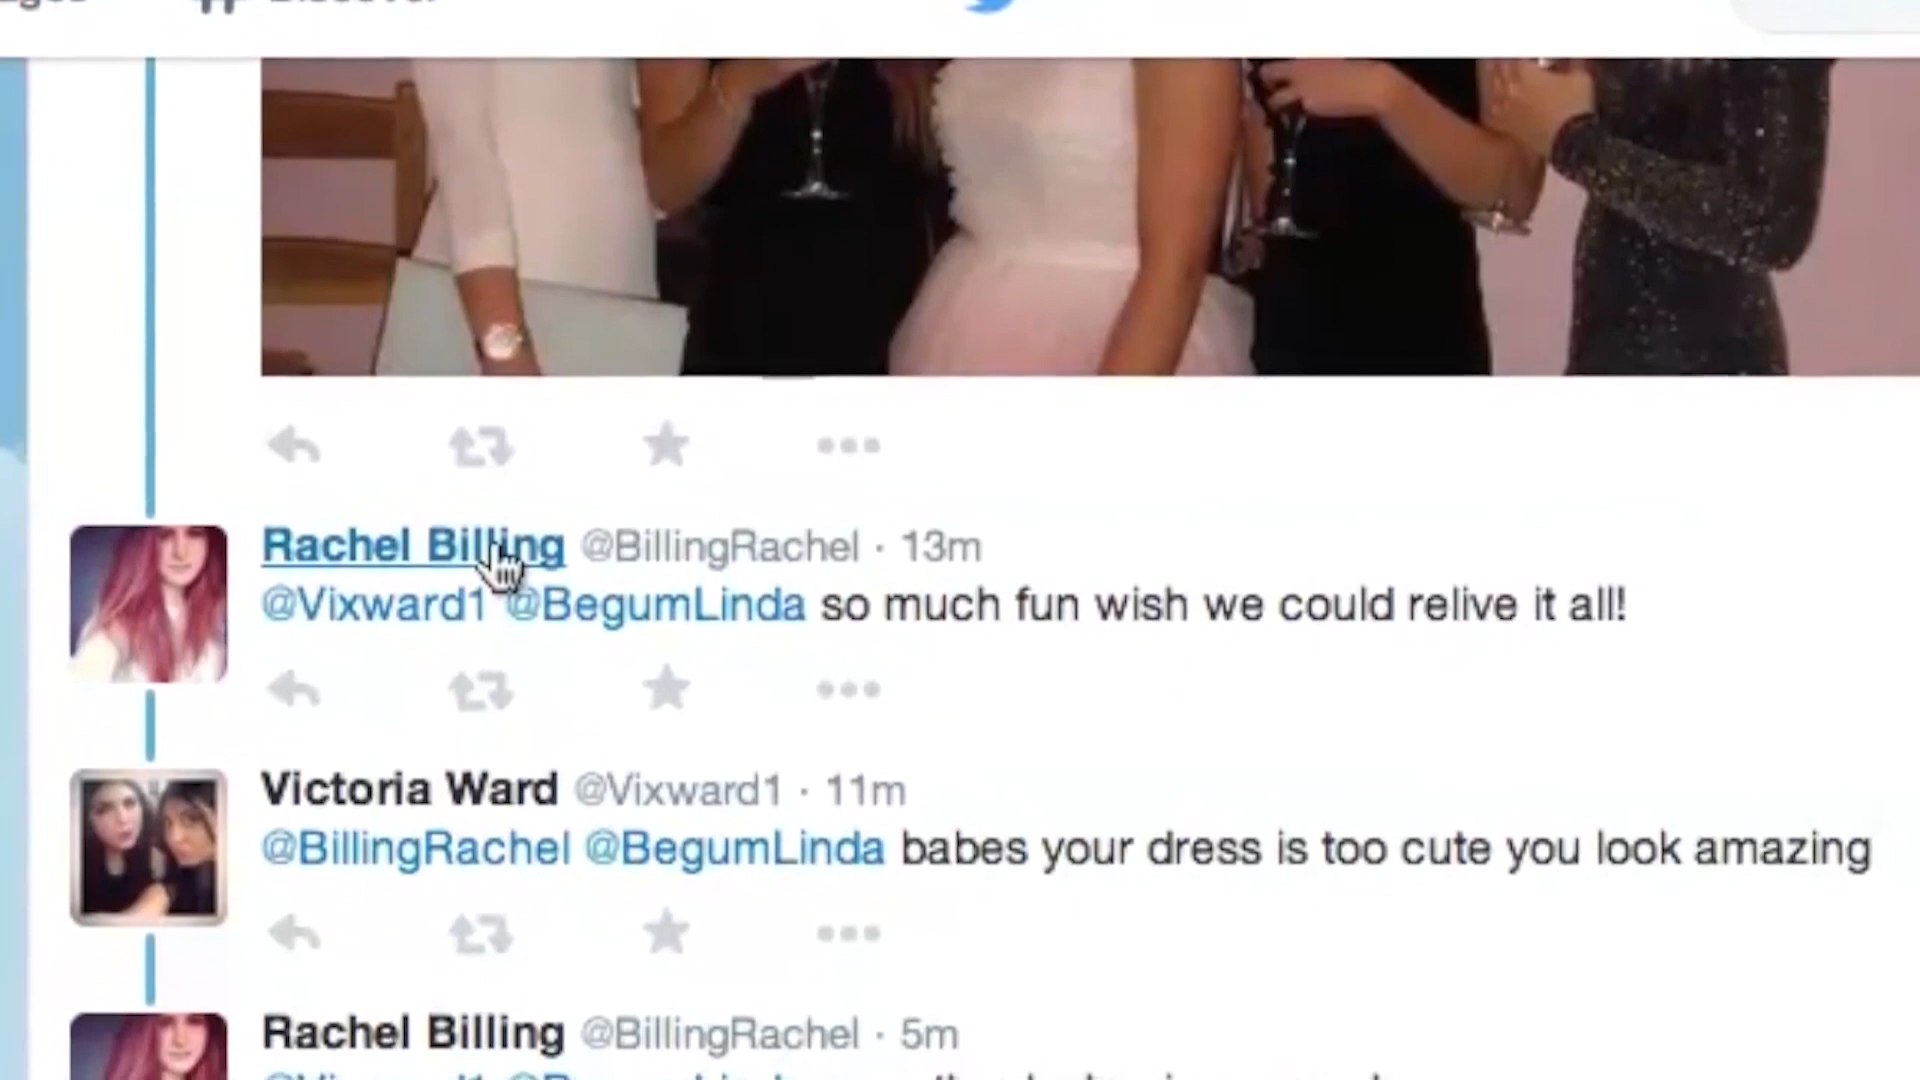 Rachel Billing @BillingRachel · 13m
@Vixward1 @BegumLinda so much fun wish we could relive it all!
Victoria Ward @Vixward1 · 11m
@BillingRachel @BegumLinda babes your dress is too cute you look amazing
Rachel Billing @BillingRachel · 5m